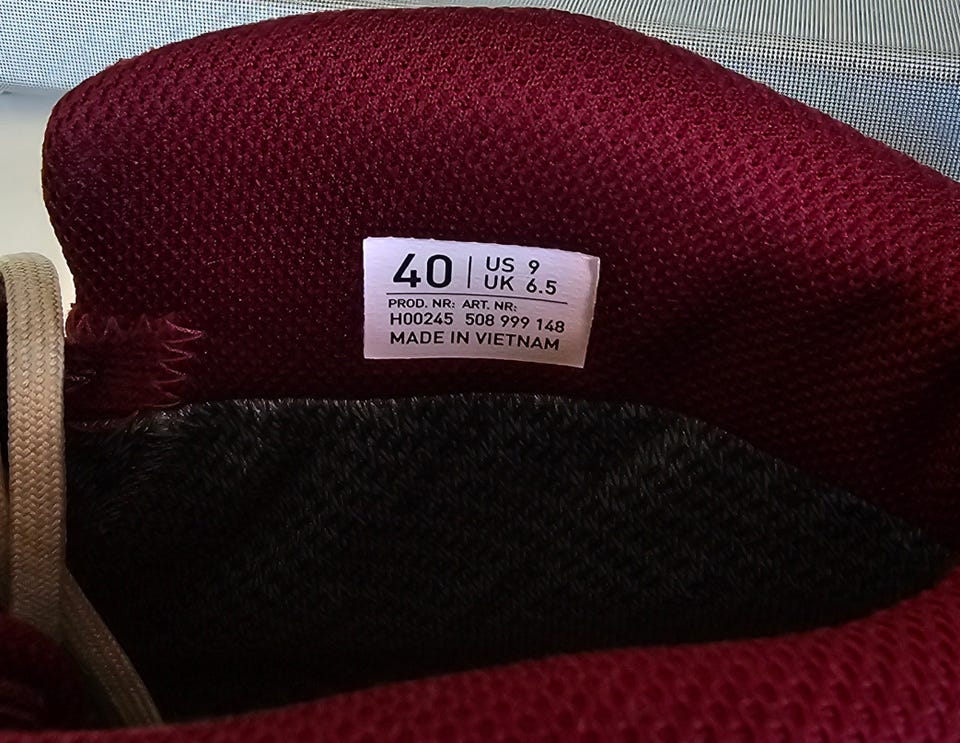 40 | US 9
UK 6.5
PROD. NR: ART. NR:
H00245 508 999 148
MADE IN VIETNAM